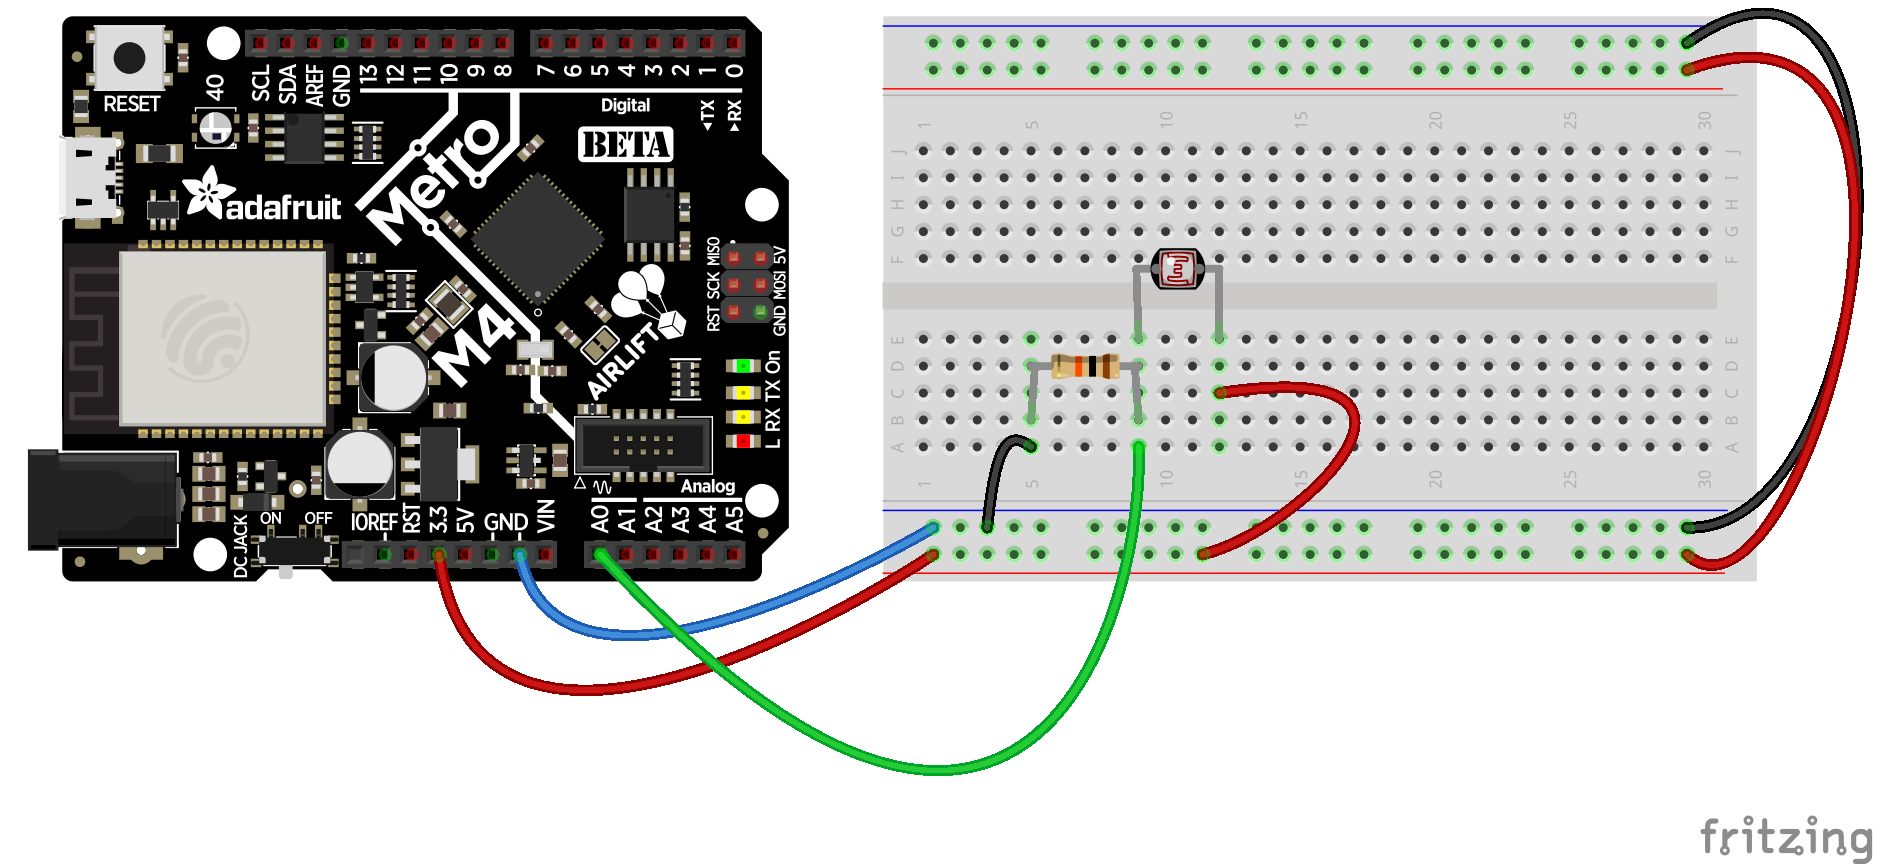 RESET
40
SCL
SDA
AREF
GND
13
12
11
10
9
8
7
6
5
4
3
2
1
0
Digital
TX
RX
Metro
BETA
adafruit
MISO
5V
SCK
MOSI
RST
GND
M4
AIRLIFT
On
TX
RX
L
Analog
DC JACK
ON
OFF
IOREF
RST
3.3
5V
GND
VIN
A0
A1
A2
A3
A4
A5
1 5 10 15 20 25 30
J J
I I
H H
G G
F F
E E
D D
C C
B B
A A
1 5 10 15 20 25 30
fritzing